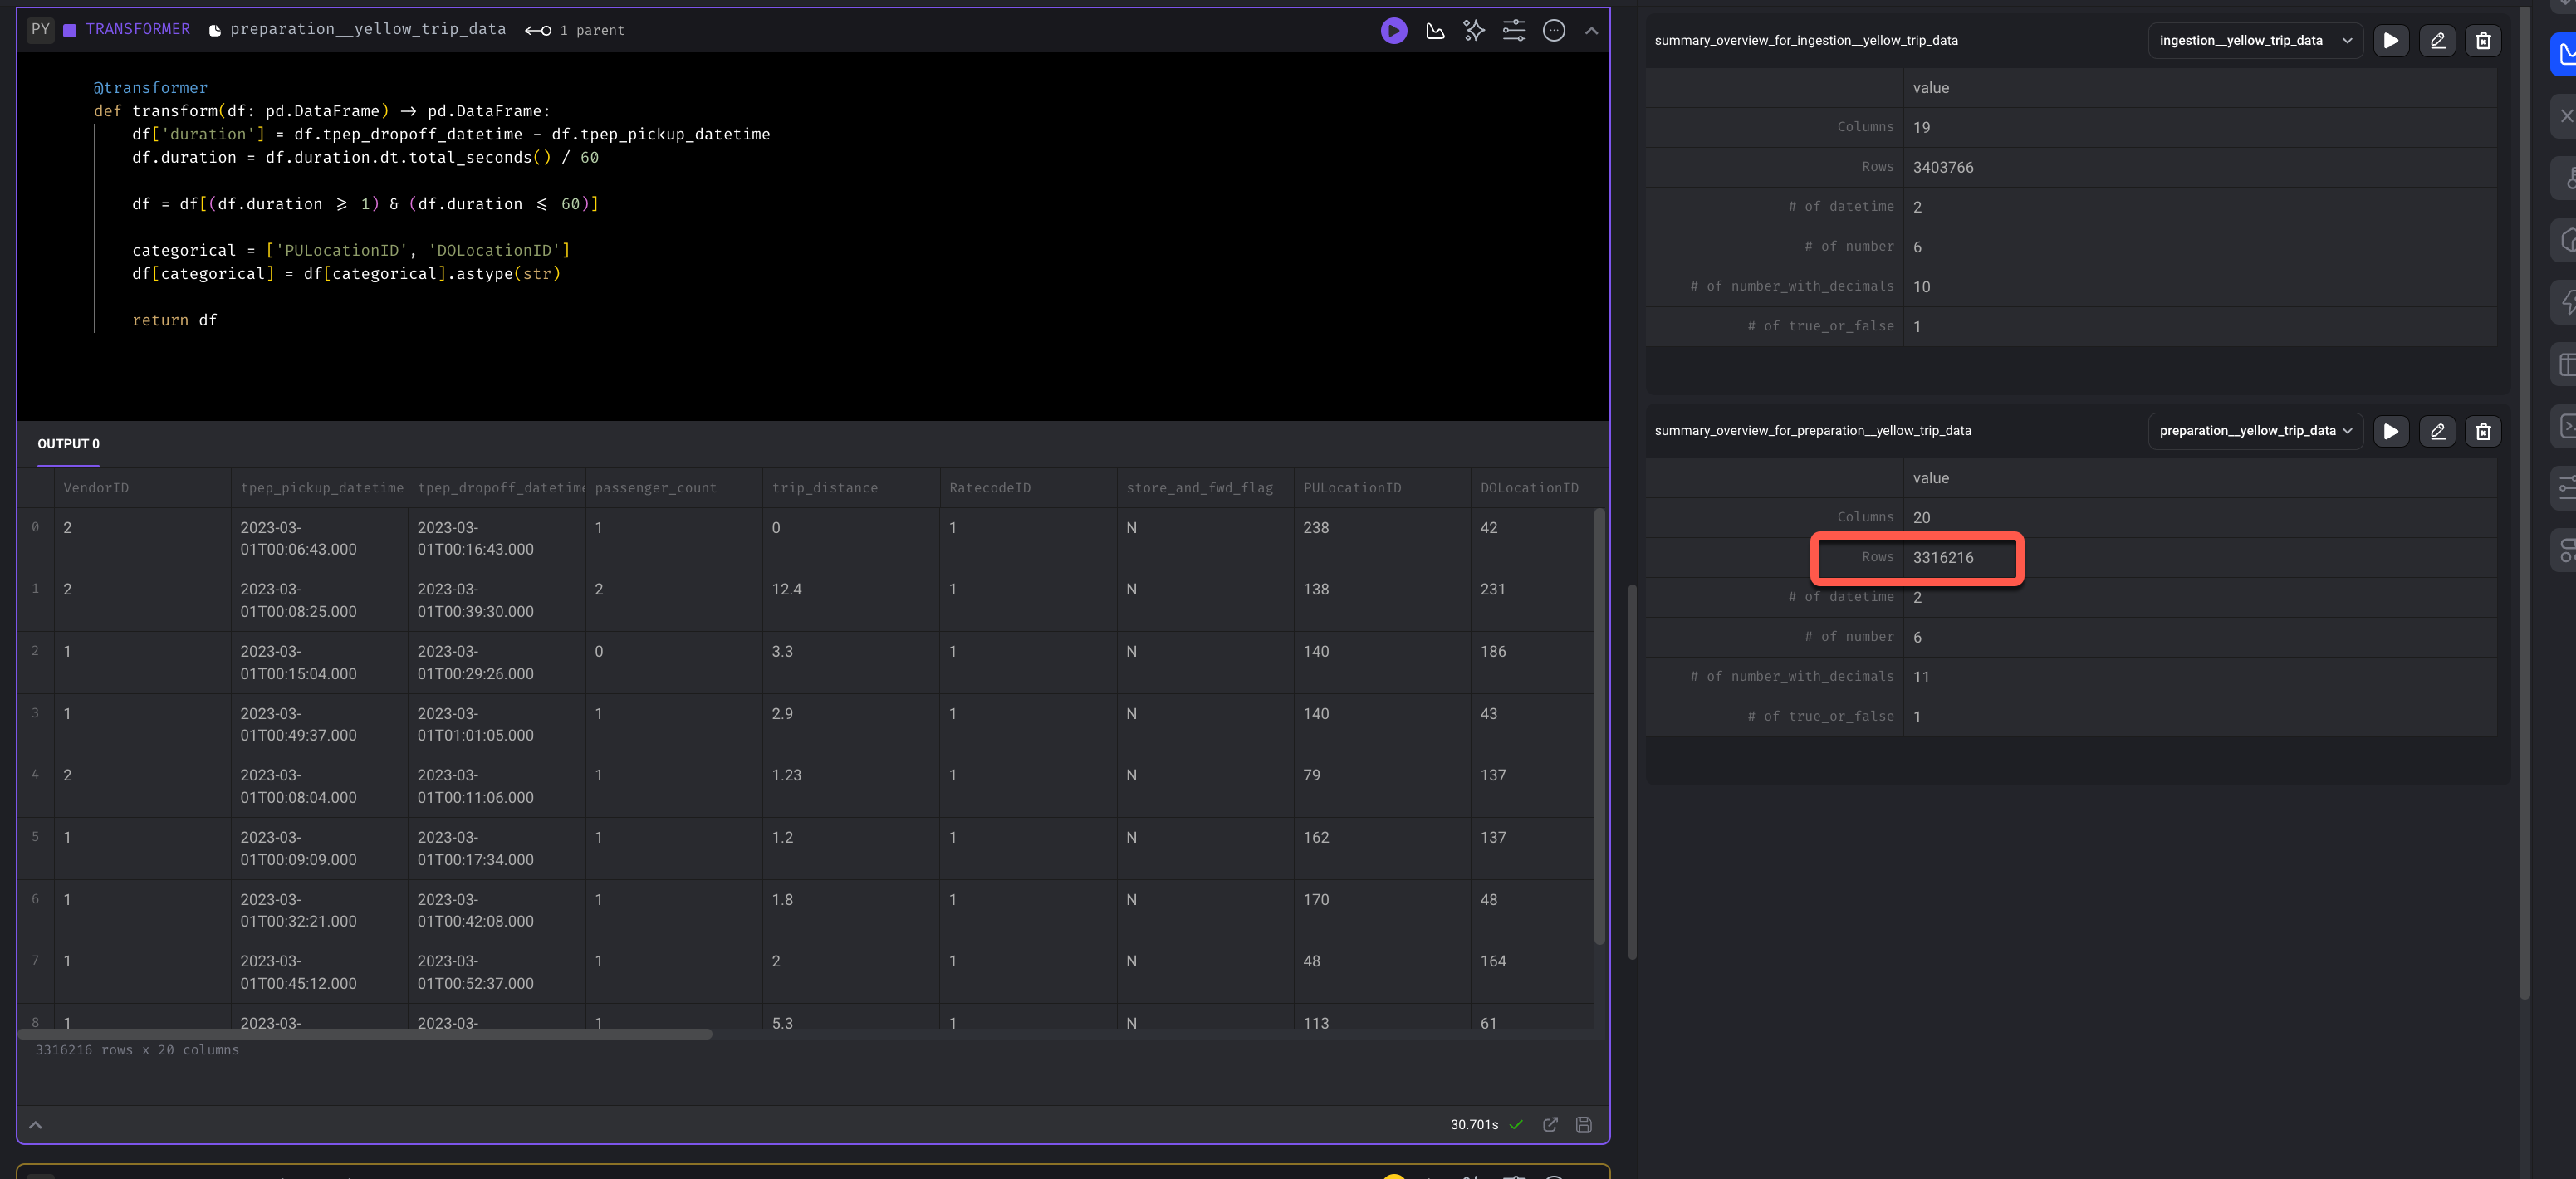 PY TRANSFORMER preparation__yellow_trip_data 1 parent
@transformer
def transform(df: pd.DataFrame) -> pd.DataFrame:
    df['duration'] = df.tpep_dropoff_datetime - df.tpep_pickup_datetime
    df.duration = df.duration.dt.total_seconds() / 60
    df = df[(df.duration >= 1) & (df.duration <= 60)]
    categorical = ['PULocationID', 'DOLocationID']
    df[categorical] = df[categorical].astype(str)
    return df
OUTPUT 0
VendorID tpep_pickup_datetime tpep_dropoff_datetime passenger_count trip_distance RatecodeID store_and_fwd_flag PULocationID DOLocationID
0 2 2023-03- 2023-03- 1 0 1 N 238 42
01T00:06:43.000 01T00:16:43.000
1 2 2023-03- 2023-03- 2 12.4 1 N 138 231
01T00:08:25.000 01T00:39:30.000
2 1 2023-03- 2023-03- 0 3.3 1 N 140 186
01T00:15:04.000 01T00:29:26.000
3 1 2023-03- 2023-03- 1 2.9 1 N 140 43
01T00:49:37.000 01T01:01:05.000
4 2 2023-03- 2023-03- 1 1.23 1 N 79 137
01T00:08:04.000 01T00:11:06.000
5 1 2023-03- 2023-03- 1 1.2 1 N 162 137
01T00:09:09.000 01T00:17:34.000
6 1 2023-03- 2023-03- 1 1.8 1 N 170 48
01T00:32:21.000 01T00:42:08.000
7 1 2023-03- 2023-03- 1 2 1 N 48 164
01T00:45:12.000 01T00:52:37.000
8 1 2023-03- 2023-03- 1 5.3 1 N 113 61
3316216 rows x 20 columns
30.701s
summary_overview_for_ingestion__yellow_trip_data ingestion__yellow_trip_data
value
Columns 19
Rows 3403766
# of datetime 2
# of number 6
# of number_with_decimals 10
# of true_or_false 1
summary_overview_for_preparation__yellow_trip_data preparation__yellow_trip_data
value
Columns 20
Rows 3316216
# of datetime 2
# of number 6
# of number_with_decimals 11
# of true_or_false 1